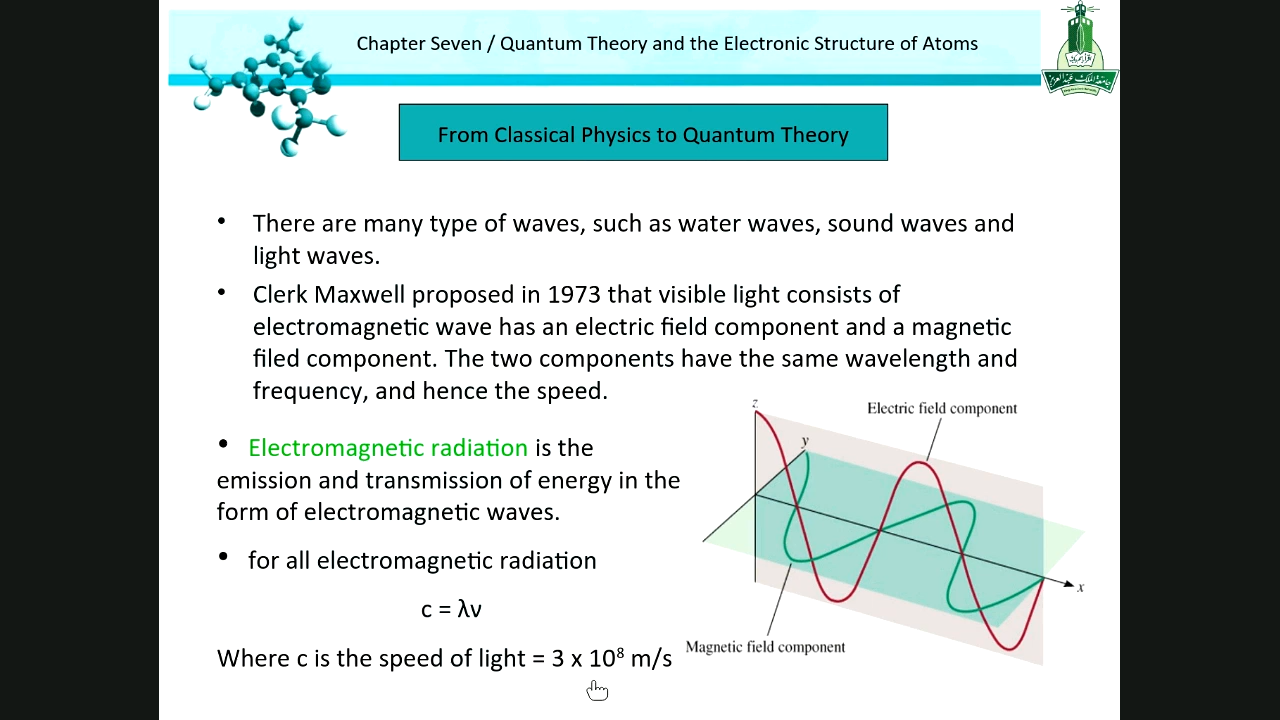 Chapter Seven / Quantum Theory and the Electronic Structure of Atoms
From Classical Physics to Quantum Theory
• There are many type of waves, such as water waves, sound waves and
light waves.
• Clerk Maxwell proposed in 1973 that visible light consists of
electromagnetic wave has an electric field component and a magnetic
filed component. The two components have the same wavelength and
frequency, and hence the speed.
• Electromagnetic radiation is the
emission and transmission of energy in the
form of electromagnetic waves.
• for all electromagnetic radiation
c = λν
Where c is the speed of light = 3 x 10⁸ m/s
z
Electric field component
y
x
Magnetic field component
جامعة الملك عبد العزيز